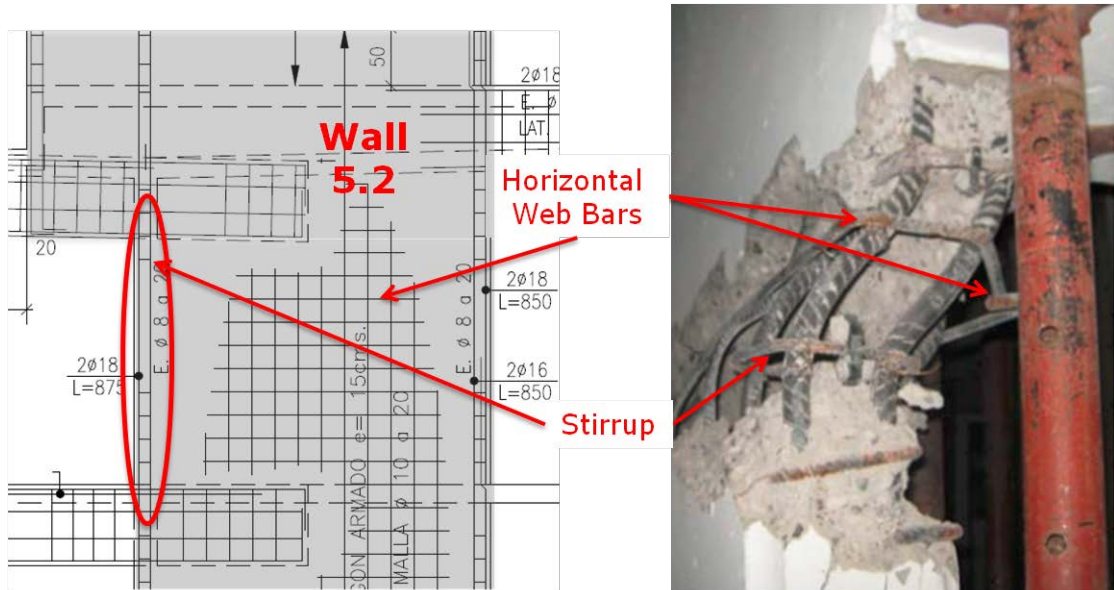 50
2ø18
E. ø
LAT.
Wall
5.2
Horizontal
Web Bars
20
E. ø 8 a 20
2ø18
L=875
E. ø 8 a 20
2ø18
L=850
2ø16
L=850
Stirrup
GON ARMADO e= 15cms.
MALLA ø 10 a 20